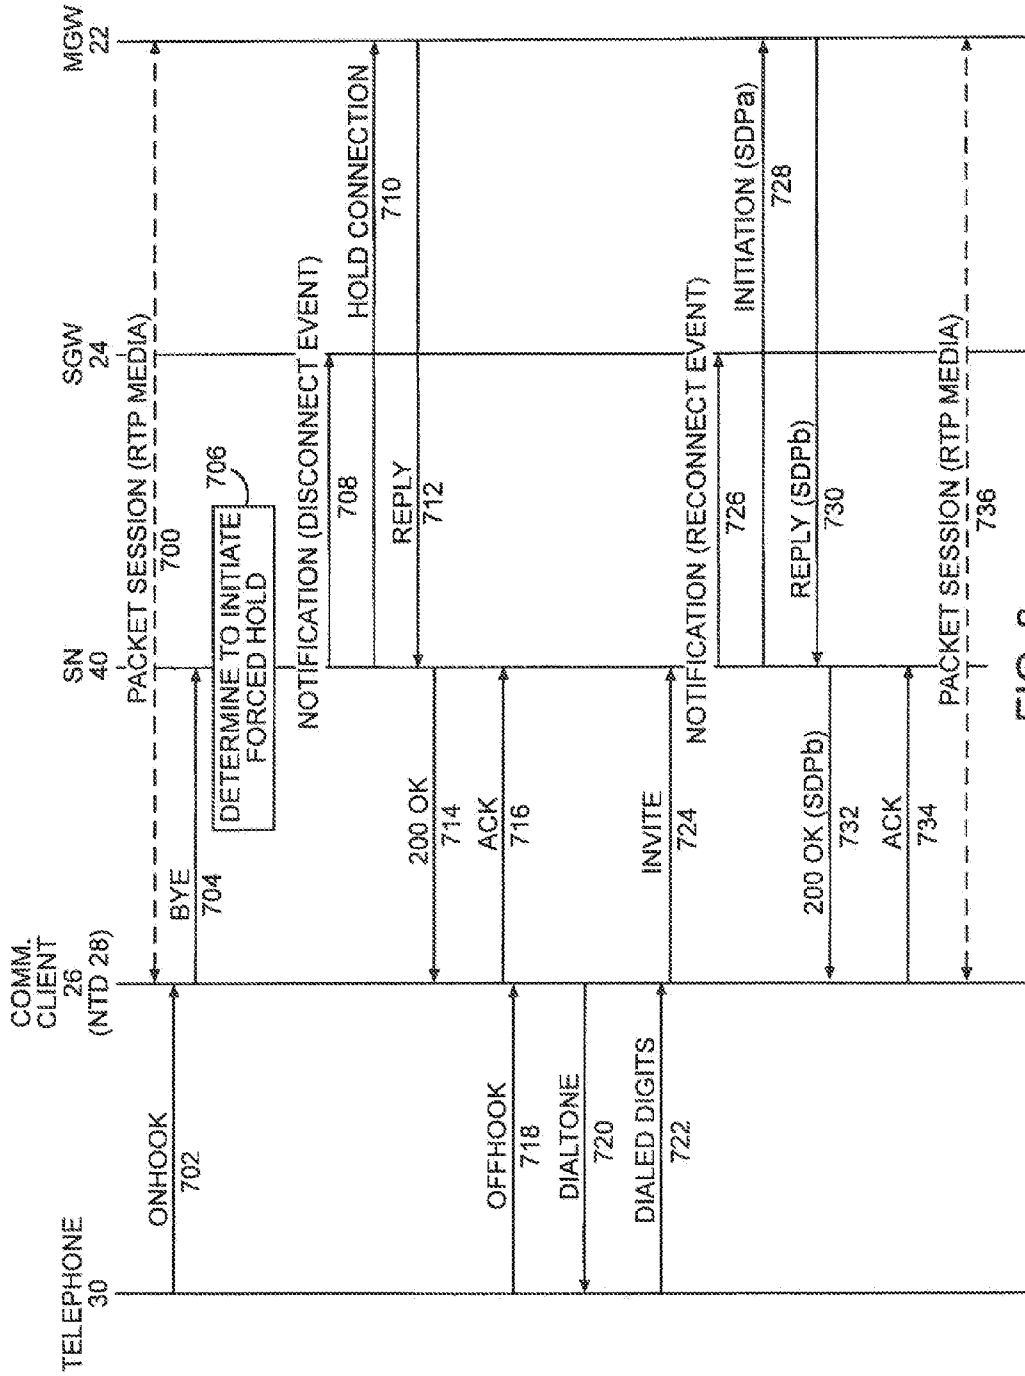 TELEPHONE
30
COMM.
CLIENT
26
(NTD 28)
SN
40
SGW
24
MGW
22
PACKET SESSION (RTP MEDIA)
700
ONHOOK
702
BYE
704
DETERMINE TO INITIATE
FORCED HOLD
706
NOTIFICATION (DISCONNECT EVENT)
708
HOLD CONNECTION
710
REPLY
712
200 OK
714
ACK
716
OFFHOOK
718
DIALTONE
720
DIALED DIGITS
722
INVITE
724
NOTIFICATION (RECONNECT EVENT)
726
INITIATION (SDPa)
728
REPLY (SDPb)
730
200 OK (SDPb)
732
ACK
734
PACKET SESSION (RTP MEDIA)
736
FIG.